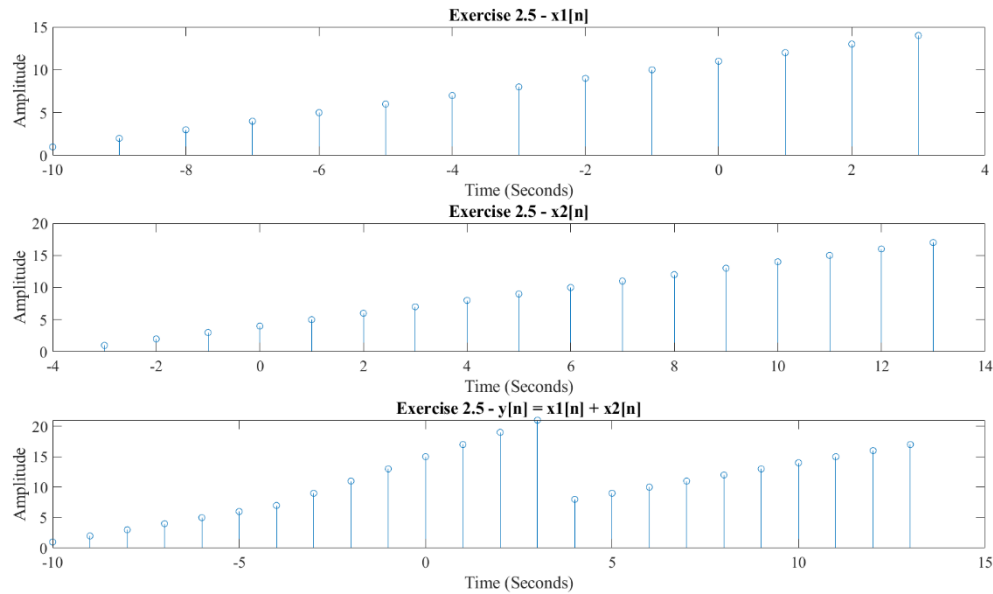 Exercise 2.5 - x1[n]
15
10
5
0
Amplitude
-10 -8 -6 -4 -2 0 2 4
Time (Seconds)
Exercise 2.5 - x2[n]
20
15
10
5
0
Amplitude
-4 -2 0 2 4 6 8 10 12 14
Time (Seconds)
Exercise 2.5 - y[n] = x1[n] + x2[n]
20
15
10
5
0
Amplitude
-10 -5 0 5 10 15
Time (Seconds)